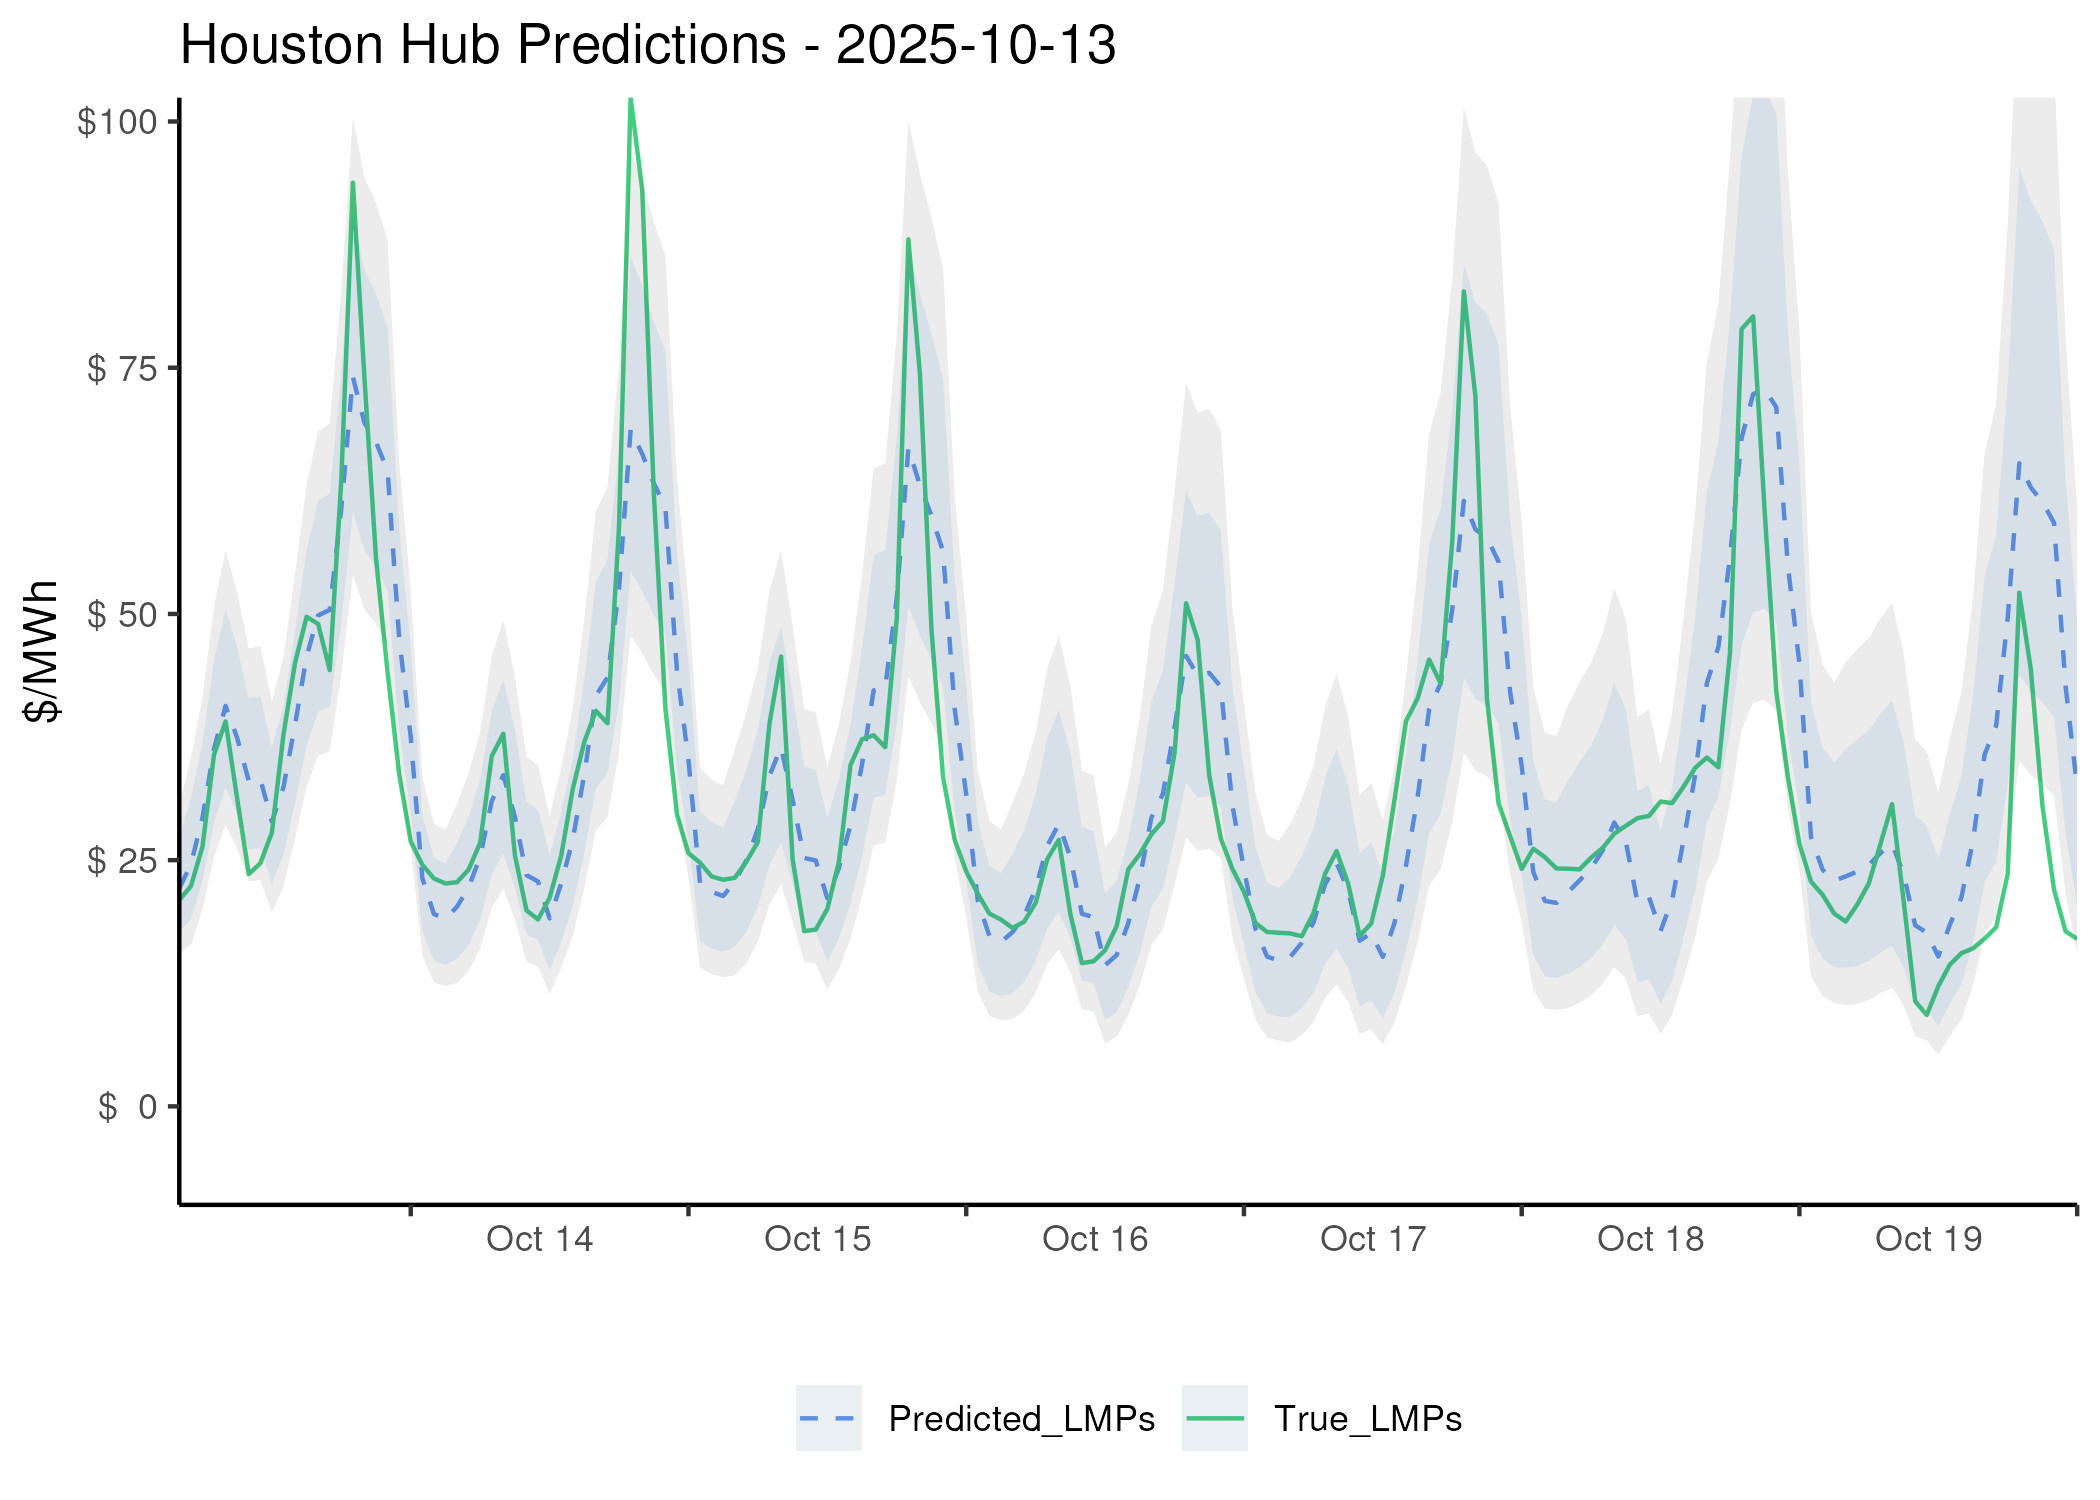 Houston Hub Predictions - 2025-10-13
$/MWh
$100
$ 75
$ 50
$ 25
$ 0
Oct 14 Oct 15 Oct 16 Oct 17 Oct 18 Oct 19
Predicted_LMPs True_LMPs